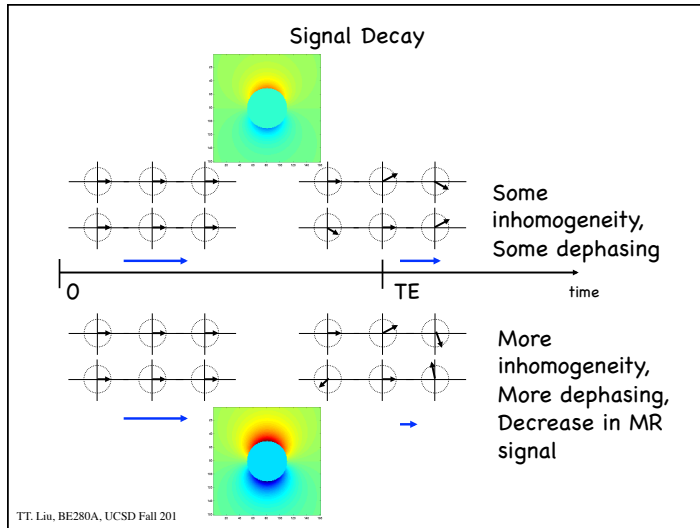 Signal Decay
Some
inhomogeneity,
Some dephasing
0
TE
time
More
inhomogeneity,
More dephasing,
Decrease in MR
signal
TT. Liu, BE280A, UCSD Fall 201